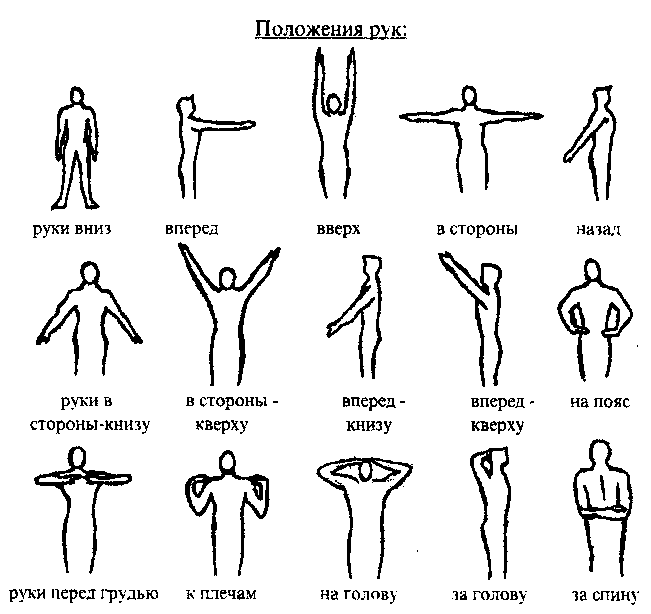 Положения рук:
руки вниз вперед вверх в стороны назад
руки в стороны-книзу в стороны - кверху вперед - книзу вперед - кверху на пояс
руки перед грудью к плечам на голову за голову за спину